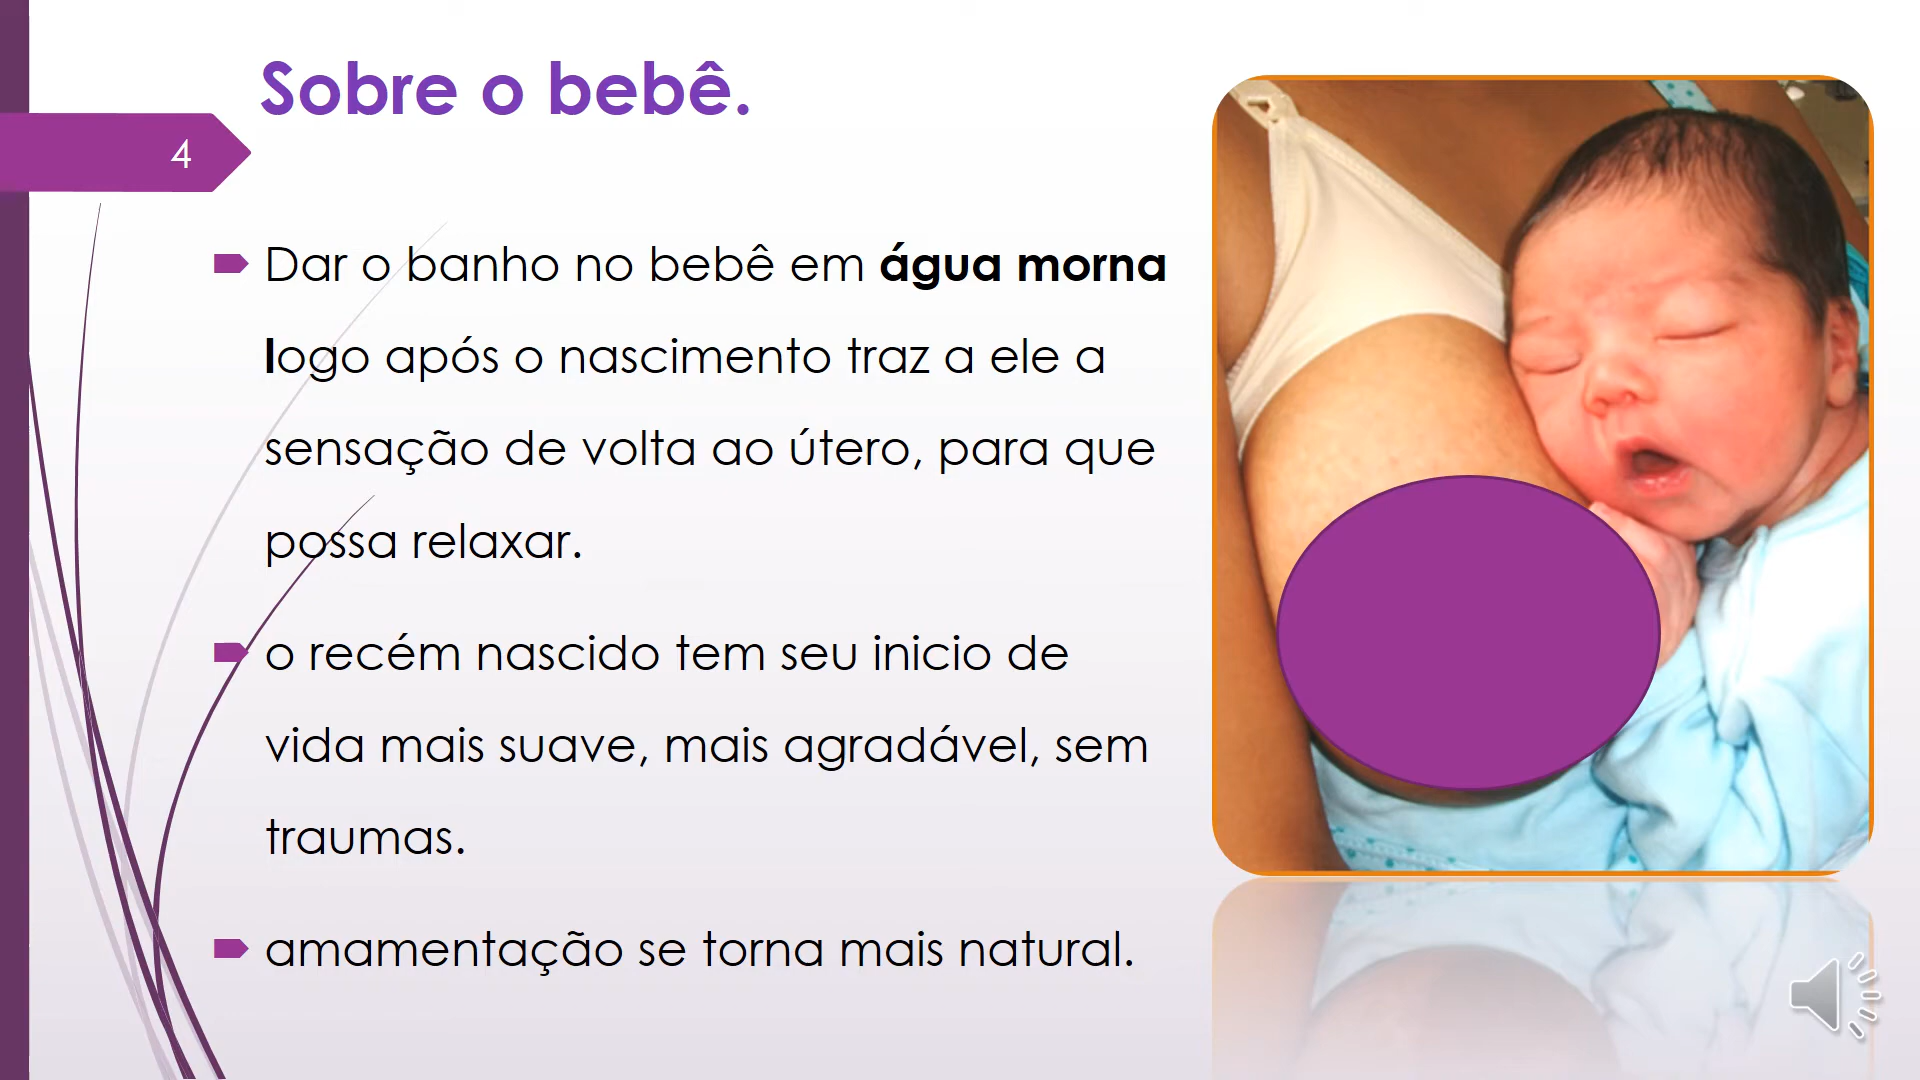 Sobre o bebê.
4
Dar o banho no bebê em água morna
logo após o nascimento traz a ele a
sensação de volta ao útero, para que
possa relaxar.
o recém nascido tem seu inicio de
vida mais suave, mais agradável, sem
traumas.
amamentação se torna mais natural.